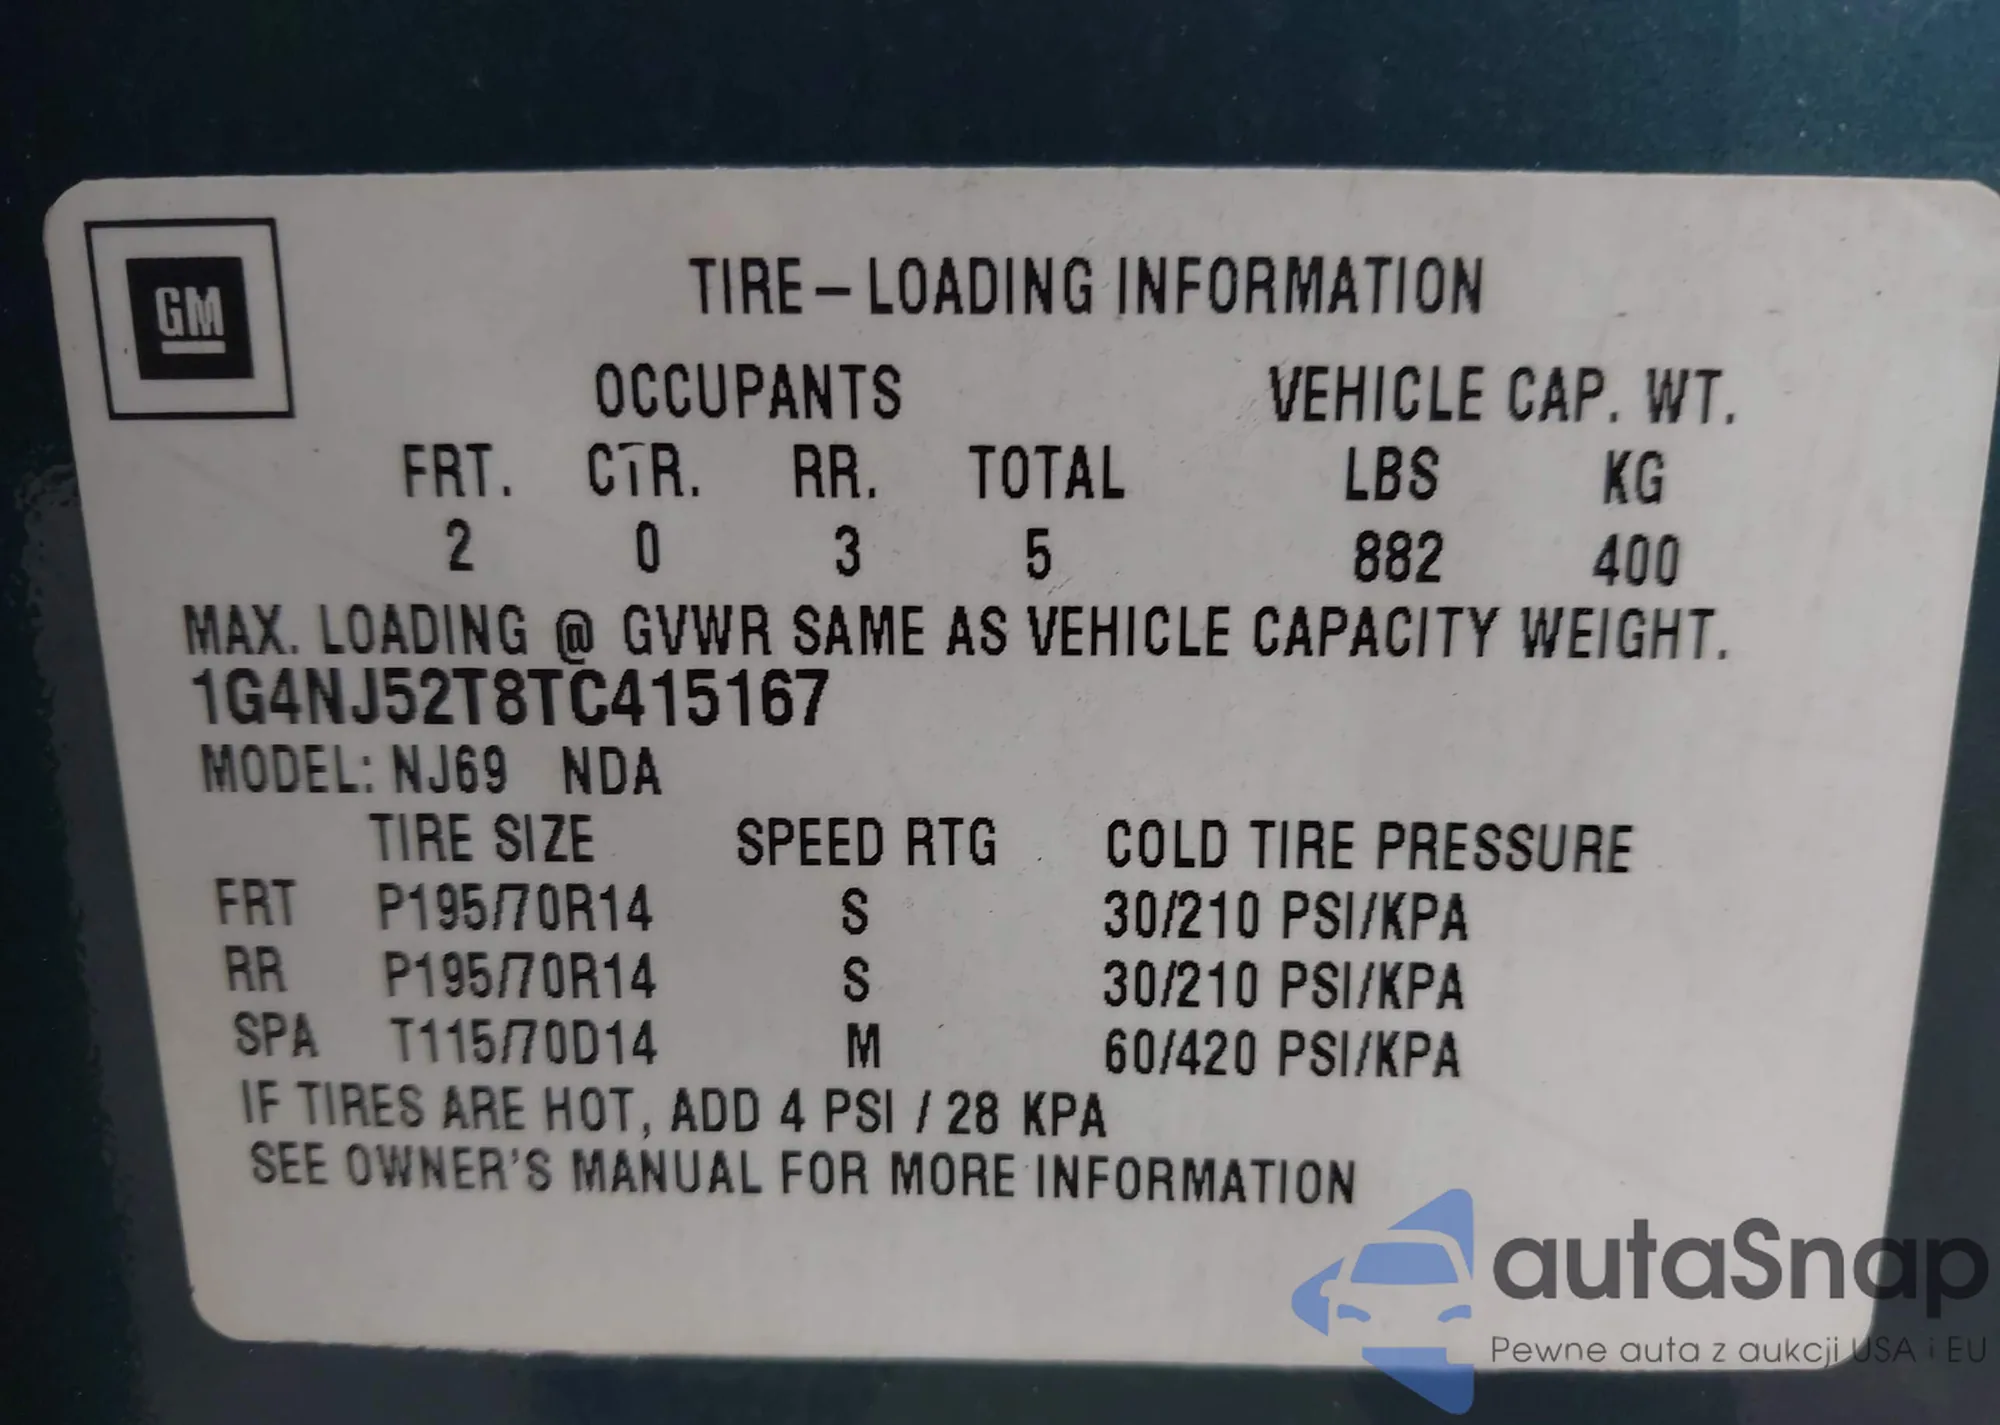 GM
TIRE – LOADING INFORMATION
OCCUPANTS VEHICLE CAP. WT.
FRT. CTR. RR. TOTAL LBS KG
2 0 3 5 882 400
MAX. LOADING @ GVWR SAME AS VEHICLE CAPACITY WEIGHT.
1G4NJ52T8TC415167
MODEL: NJ69 NDA
TIRE SIZE SPEED RTG COLD TIRE PRESSURE
FRT P195/70R14 S 30/210 PSI/KPA
RR P195/70R14 S 30/210 PSI/KPA
SPA T115/70D14 M 60/420 PSI/KPA
IF TIRES ARE HOT, ADD 4 PSI / 28 KPA
SEE OWNER'S MANUAL FOR MORE INFORMATION
autaSnap
Pewne auta z aukcji USA i EU